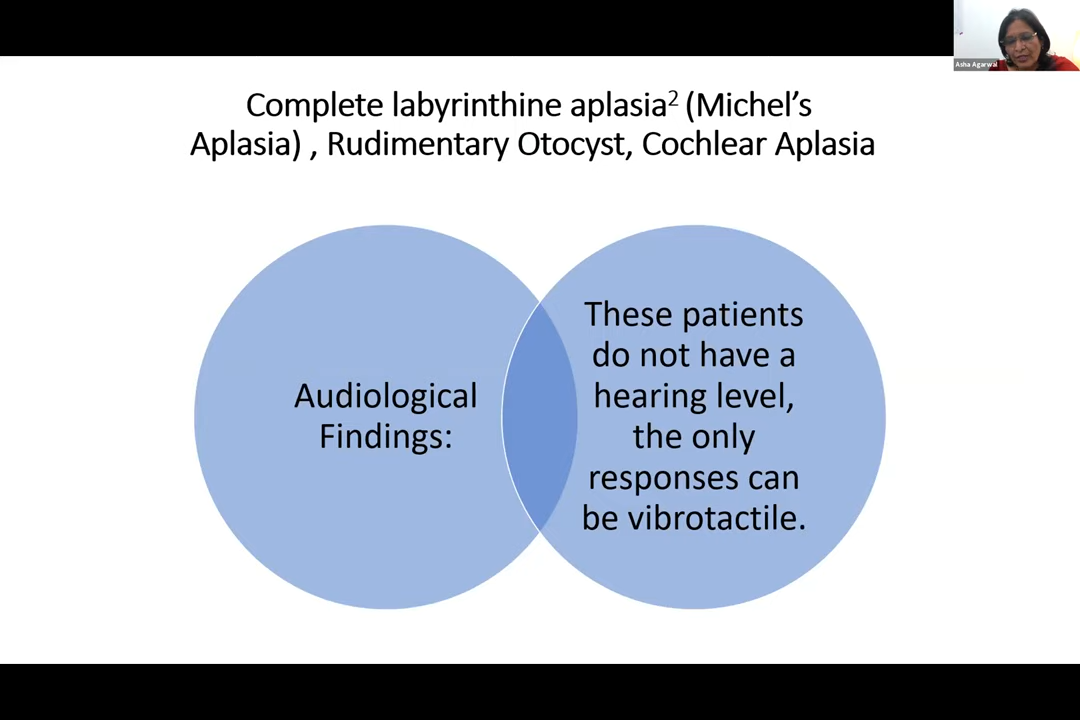 Asha Agarwal
Complete labyrinthine aplasia² (Michel's
Aplasia) , Rudimentary Otocyst, Cochlear Aplasia
Audiological
Findings:
These patients
do not have a
hearing level,
the only
responses can
be vibrotactile.